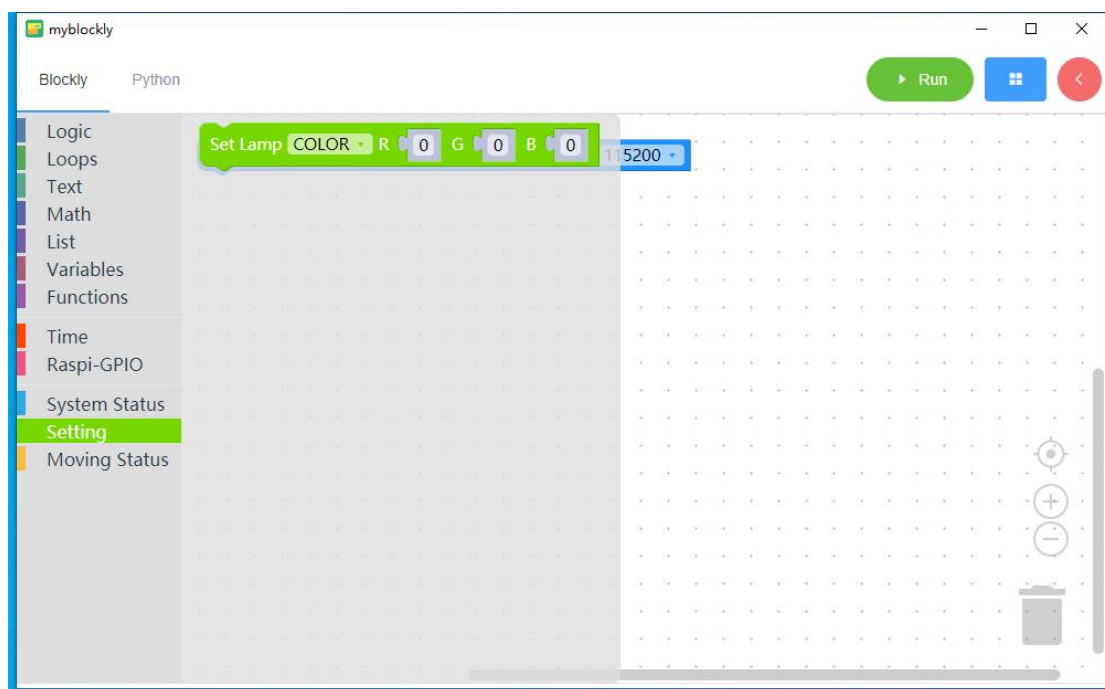 myblockly
Blockly Python
Run
Logic
Loops
Text
Math
List
Variables
Functions
Time
Raspi-GPIO
System Status
Setting
Moving Status
Set Lamp COLOR R 0 G 0 B 0
115200